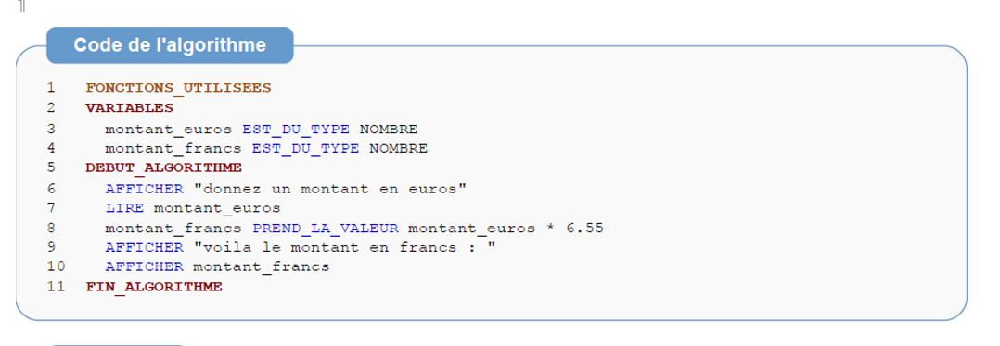 ¶
Code de l'algorithme
1 FONCTIONS_UTILISEES
2 VARIABLES
3 montant_euros EST_DU_TYPE NOMBRE
4 montant_francs EST_DU_TYPE NOMBRE
5 DEBUT_ALGORITHME
6 AFFICHER "donnez un montant en euros"
7 LIRE montant_euros
8 montant_francs PREND_LA_VALEUR montant_euros * 6.55
9 AFFICHER "voila le montant en francs : "
10 AFFICHER montant_francs
11 FIN_ALGORITHME